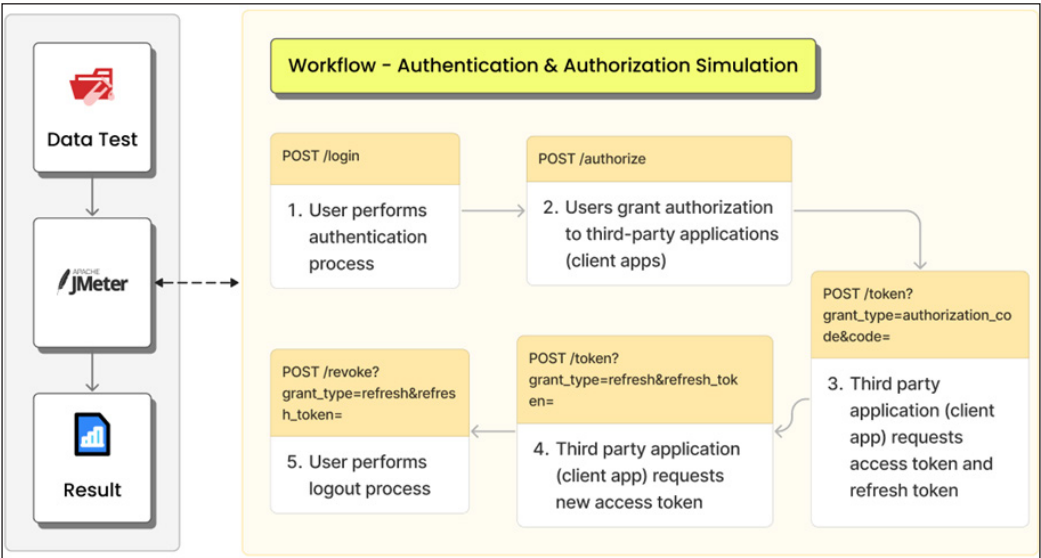 Data Test
APACHE
JMeter
Result
Workflow - Authentication & Authorization Simulation
POST /login
1. User performs
authentication
process
POST /authorize
2. Users grant authorization
to third-party applications
(client apps)
POST /token?
grant_type=authorization_co
de&code=
3. Third party
application (client
app) requests
access token and
refresh token
POST /token?
grant_type=refresh&refresh_tok
en=
4. Third party application
(client app) requests
new access token
POST /revoke?
grant_type=refresh&refres
h_token=
5. User performs
logout process